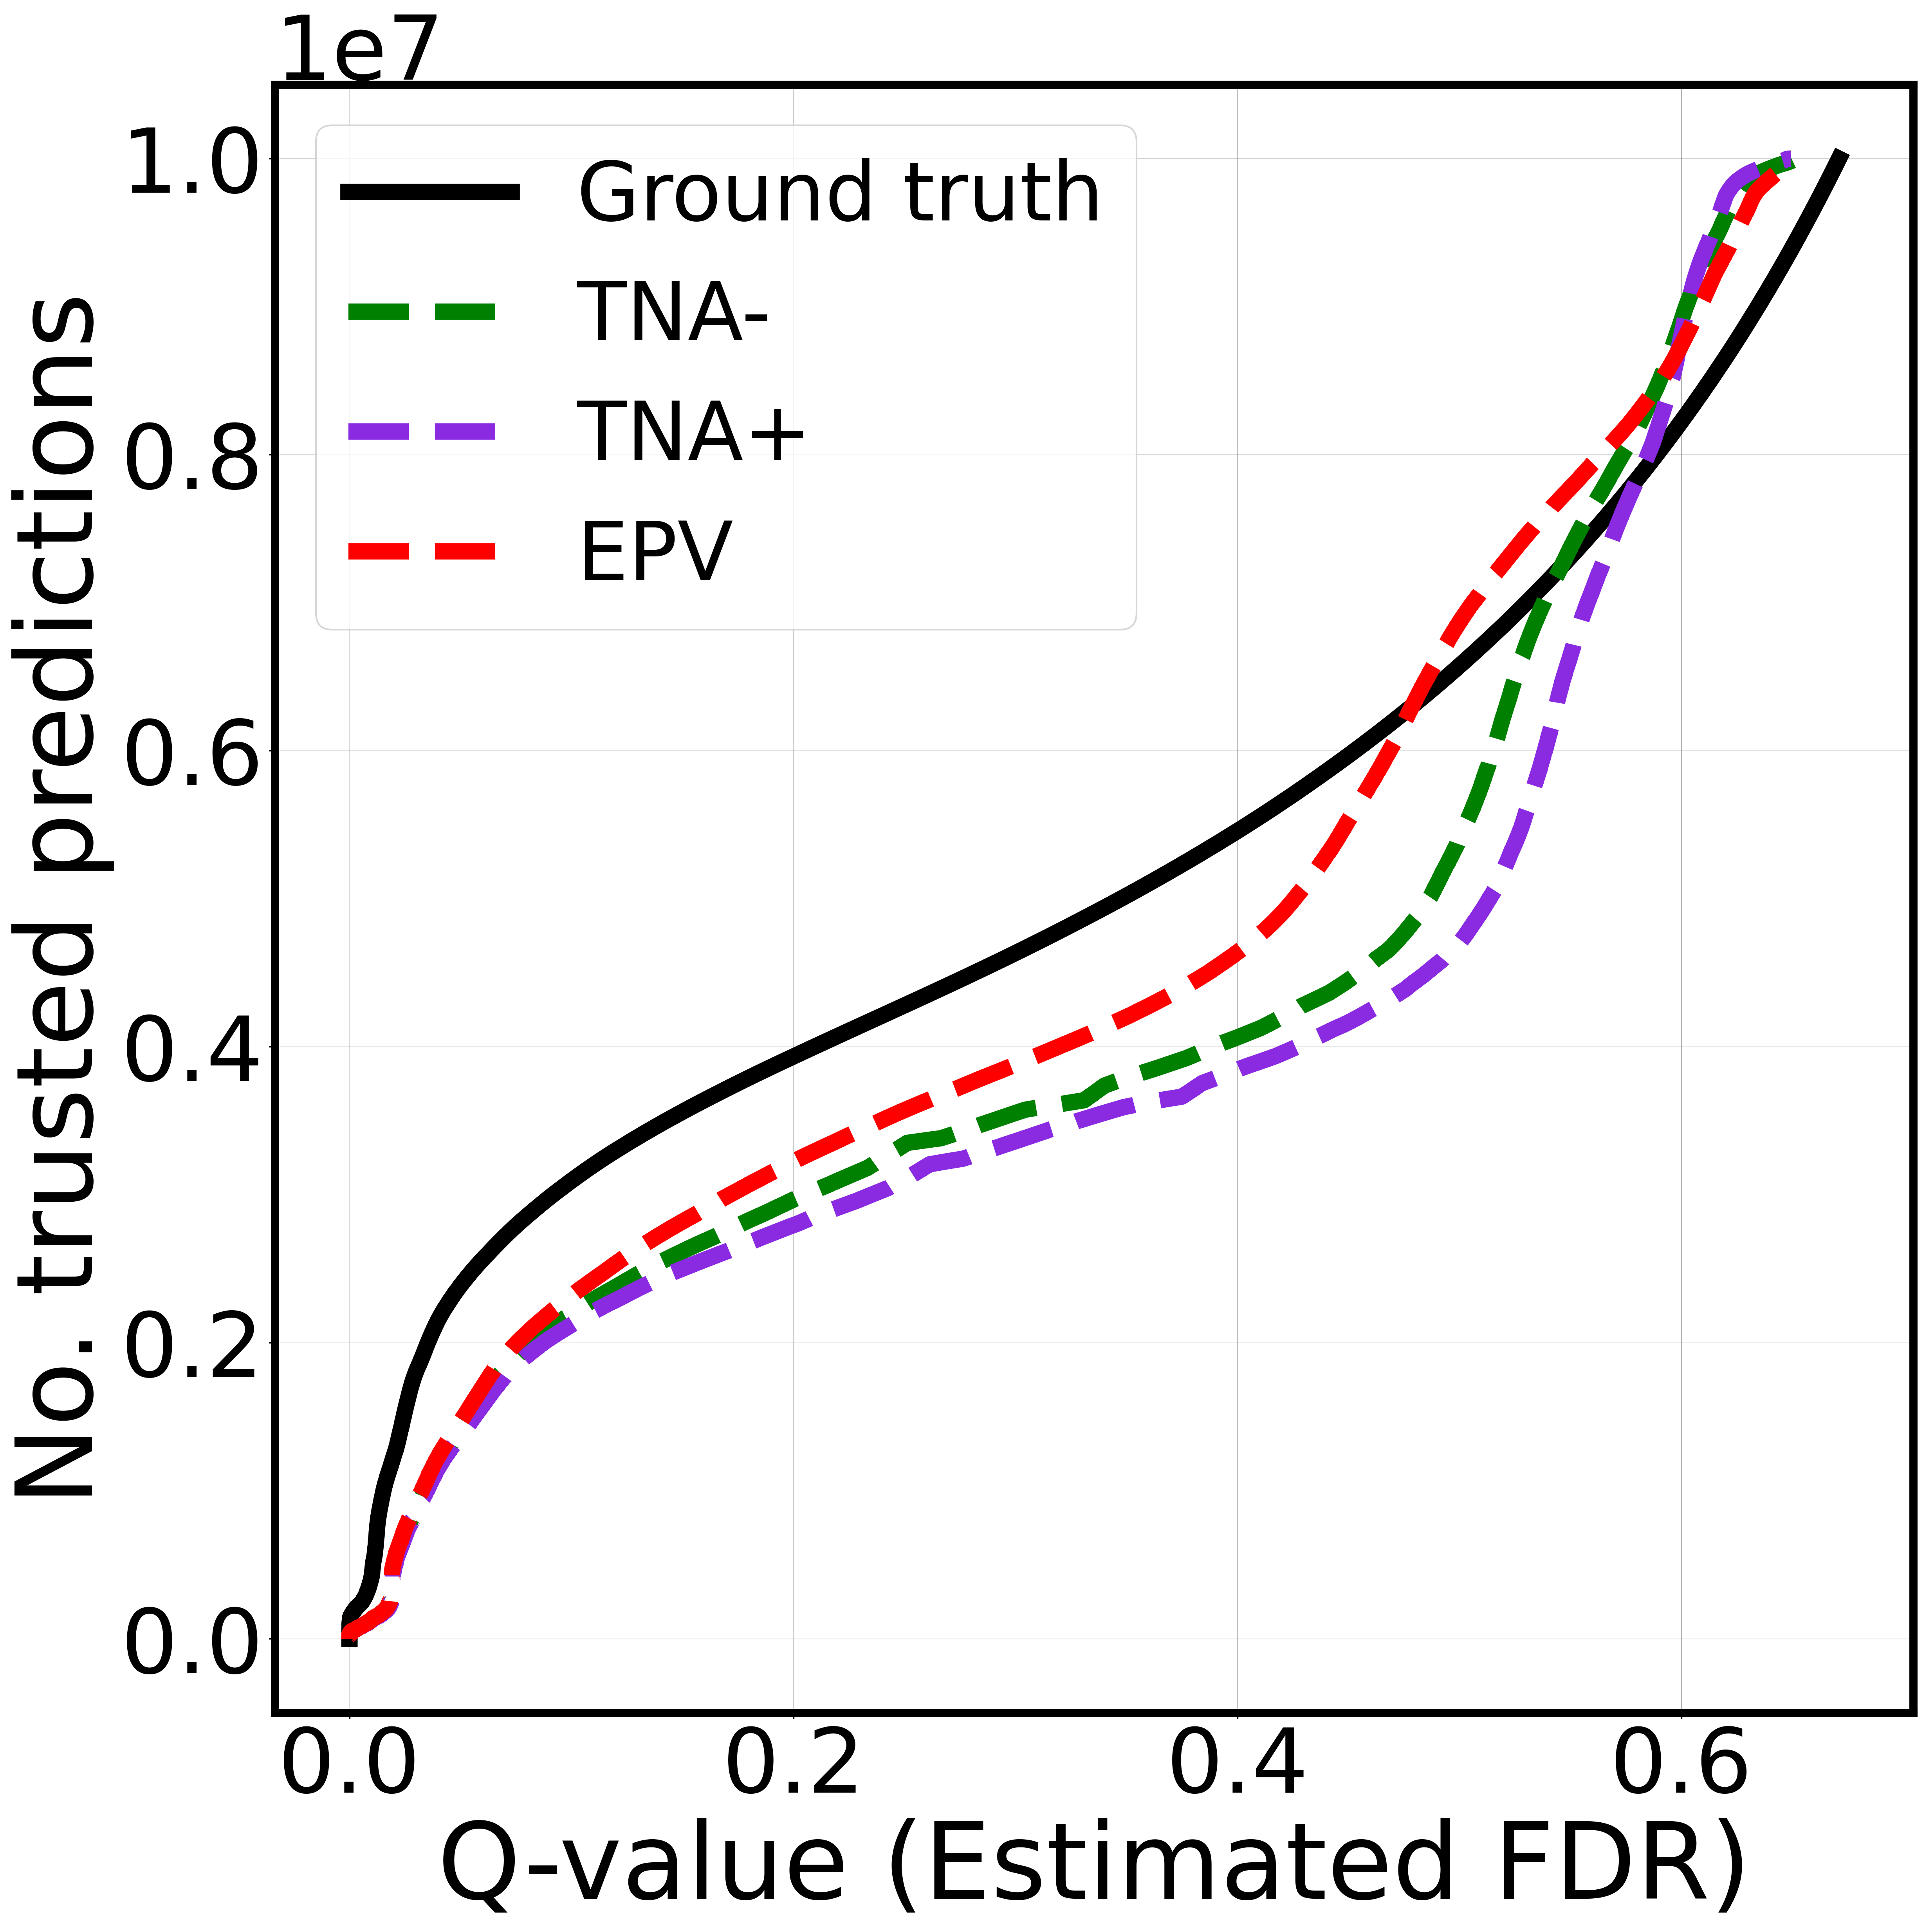 1e7
1.0
0.8
0.6
0.4
0.2
0.0
No. trusted predictions
Ground truth
TNA-
TNA+
EPV
0.0 0.2 0.4 0.6
Q-value (Estimated FDR)